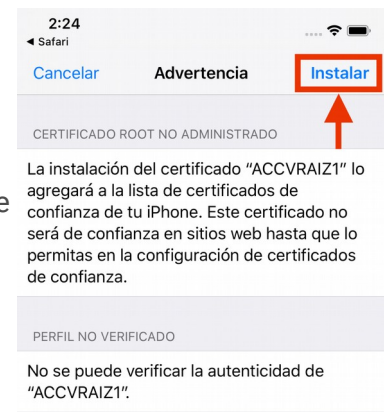 2:24
◄ Safari
Cancelar Advertencia Instalar
CERTIFICADO ROOT NO ADMINISTRADO
La instalación del certificado “ACCVRAIZ1” lo
agregará a la lista de certificados de
e
confianza de tu iPhone. Este certificado no
será de confianza en sitios web hasta que lo
permitas en la configuración de certificados
de confianza.
PERFIL NO VERIFICADO
No se puede verificar la autenticidad de
“ACCVRAIZ1”.